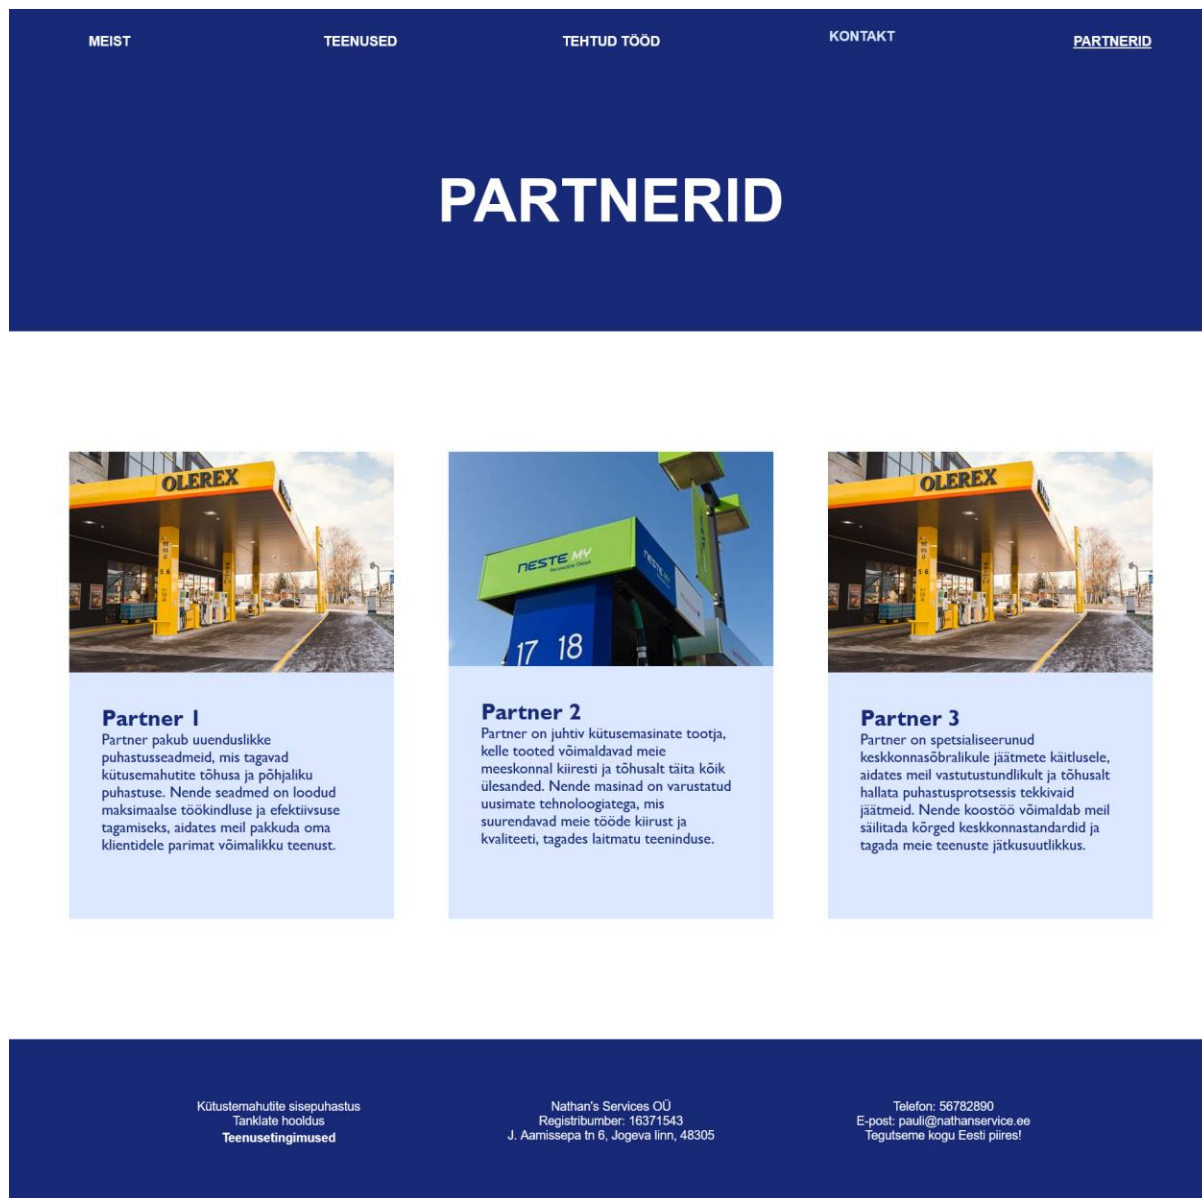 MEIST TEENUSED TEHTUD TÖÖD KONTAKT PARTNERID
PARTNERID
OLEREX
NESTE MY
NESTE MY
17 18
OLEREX
Partner 1
Partner pakub uuenduslikke
puhastusseadmeid, mis tagavad
kütusemahutite tõhusa ja põhjaliku
puhastuse. Nende seadmed on loodud
maksimaalse töökindluse ja efektiivsuse
tagamiseks, aidates meil pakkuda oma
klientidele parimat võimalikku teenust.
Partner 2
Partner on juhtiv kütusemasinate tootja,
kelle tooted võimaldavad meie
meeskonnal kiiresti ja tõhusalt täita kõik
ülesanded. Nende masinad on varustatud
uusimate tehnoloogiatega, mis
suurendavad meie tööde kiirust ja
kvaliteeti, tagades laitmatu teeninduse.
Partner 3
Partner on spetsialiseerunud
keskkonnasõbralikule jäätmete käitlusele,
aidates meil vastutustundlikult ja tõhusalt
hallata puhastusprotsessis tekkivaid
jäätmeid. Nende koostöö võimaldab meil
säilitada kõrged keskkonnastandardid ja
tagada meie teenuste jätkusuutlikkus.
Kütustemahutite sisepuhastus
Tanklate hooldus
Teenusetingimused
Nathan's Services OÜ
Registribumber: 16371543
J. Aamissepa tn 6, Jogeva linn, 48305
Telefon: 56782890
E-post: pauli@nathanservice.ee
Tegutseme kogu Eesti piires!